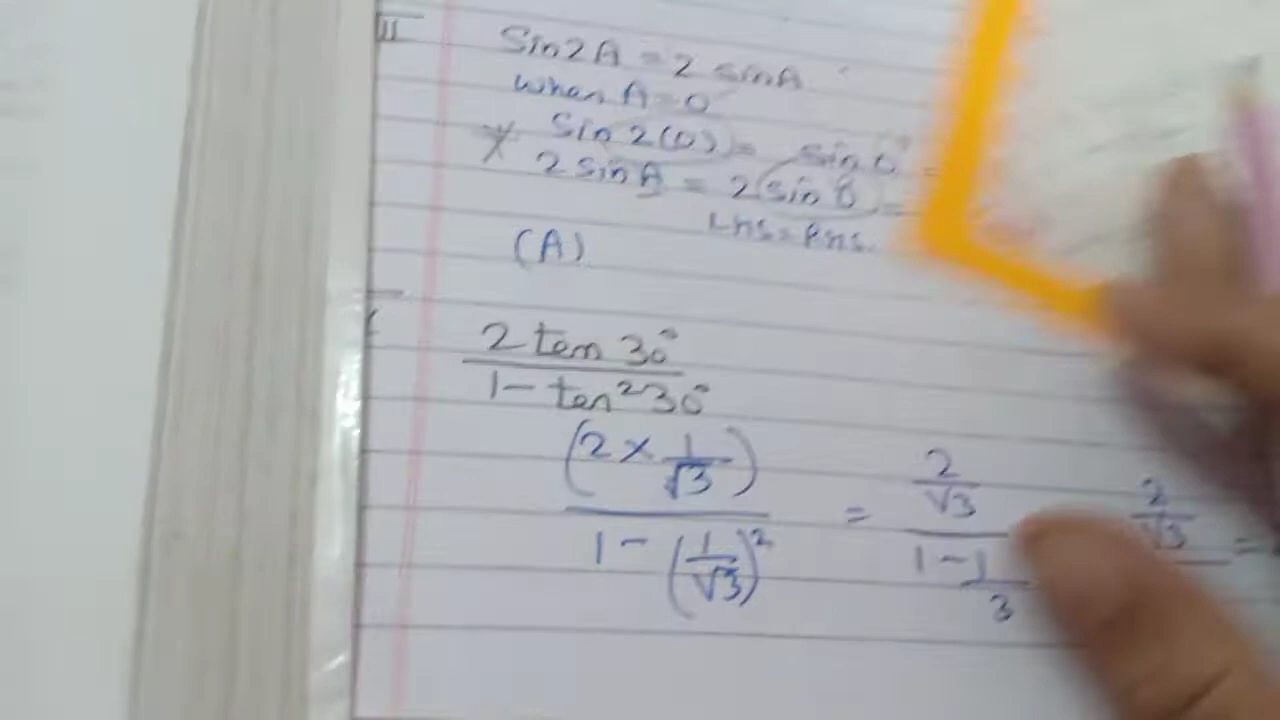 II
Sin2A = 2 sinA
when A = 0
Sin 2(0) = sin 0° =
2 sin A = 2 (sin 0 =
LHS = RHS.
(A)
2 tan 30°
1 - tan²30°
(2 × 1/√3) = 2/√3 2/√3 =
1 - (1/√3)² 1 - 1/3